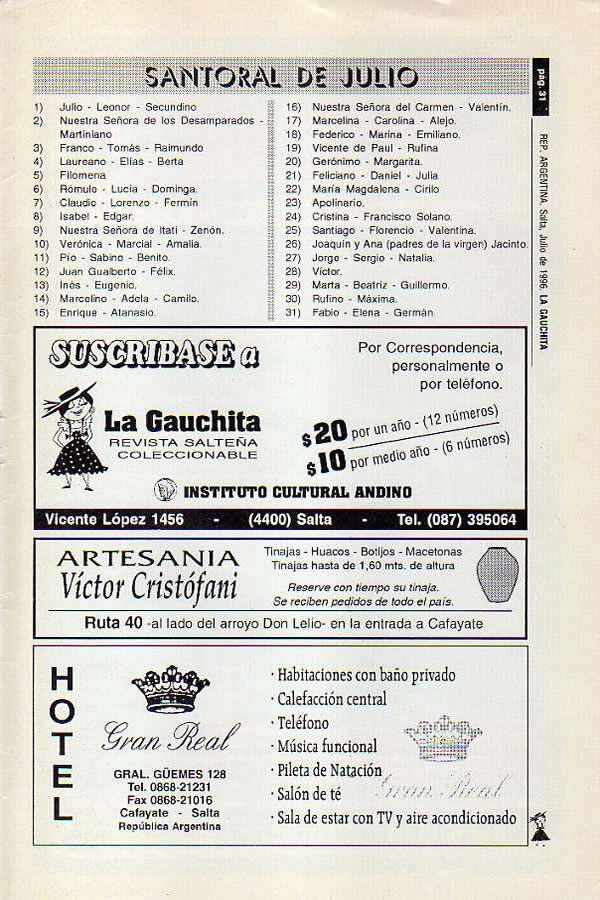 SANTORAL DE JULIO
pág. 31
REP. ARGENTINA. Salta, Julio de 1996. LA GAUCHITA
1) Julio - Leonor - Secundino
2) Nuestra Señora de los Desamparados -
Martiniano
3) Franco - Tomás - Raimundo
4) Laureano - Elías - Berta
5) Filomena
6) Rómulo - Lucía - Dominga.
7) Claudio - Lorenzo - Fermín
8) Isabel - Edgar.
9) Nuestra Señora de Itatí - Zenón.
10) Verónica - Marcial - Amalia.
11) Pío - Sabino - Benito.
12) Juan Gualberto - Félix.
13) Inés - Eugenio.
14) Marcelino - Adela - Camilo.
15) Enrique - Atanasio.
16) Nuestra Señora del Carmen - Valentín.
17) Marcelina - Carolina - Alejo.
18) Federico - Marina - Emiliano.
19) Vicente de Paul - Rufina
20) Gerónimo - Margarita.
21) Feliciano - Daniel - Julia
22) María Magdalena - Cirilo
23) Apolinario.
24) Cristina - Francisco Solano.
25) Santiago - Florencio - Valentina.
26) Joaquín y Ana (padres de la virgen) Jacinto.
27) Jorge - Sergio - Natalia.
28) Víctor.
29) Marta - Beatriz - Guillermo.
30) Rufino - Máxima.
31) Fabio - Elena - Germán.
SUSCRIBASE a
La Gauchita
REVISTA SALTEÑA
COLECCIONABLE
Por Correspondencia,
personalmente o
por teléfono.
$20 por un año - (12 números)
$10 por medio año - (6 números)
INSTITUTO CULTURAL ANDINO
Vicente López 1456 - (4400) Salta - Tel. (087) 395064
ARTESANIA
Víctor Cristófani
Tinajas - Huacos - Botijos - Macetonas
Tinajas hasta de 1,60 mts. de altura
Reserve con tiempo su tinaja.
Se reciben pedidos de todo el país.
Ruta 40 -al lado del arroyo Don Lelio- en la entrada a Cafayate
HOTEL
Gran Real
GRAL. GÜEMES 128
Tel. 0868-21231
Fax 0868-21016
Cafayate - Salta
República Argentina
· Habitaciones con baño privado
· Calefacción central
· Teléfono
· Música funcional
· Pileta de Natación
· Salón de té
· Sala de estar con TV y aire acondicionado
Gran Real